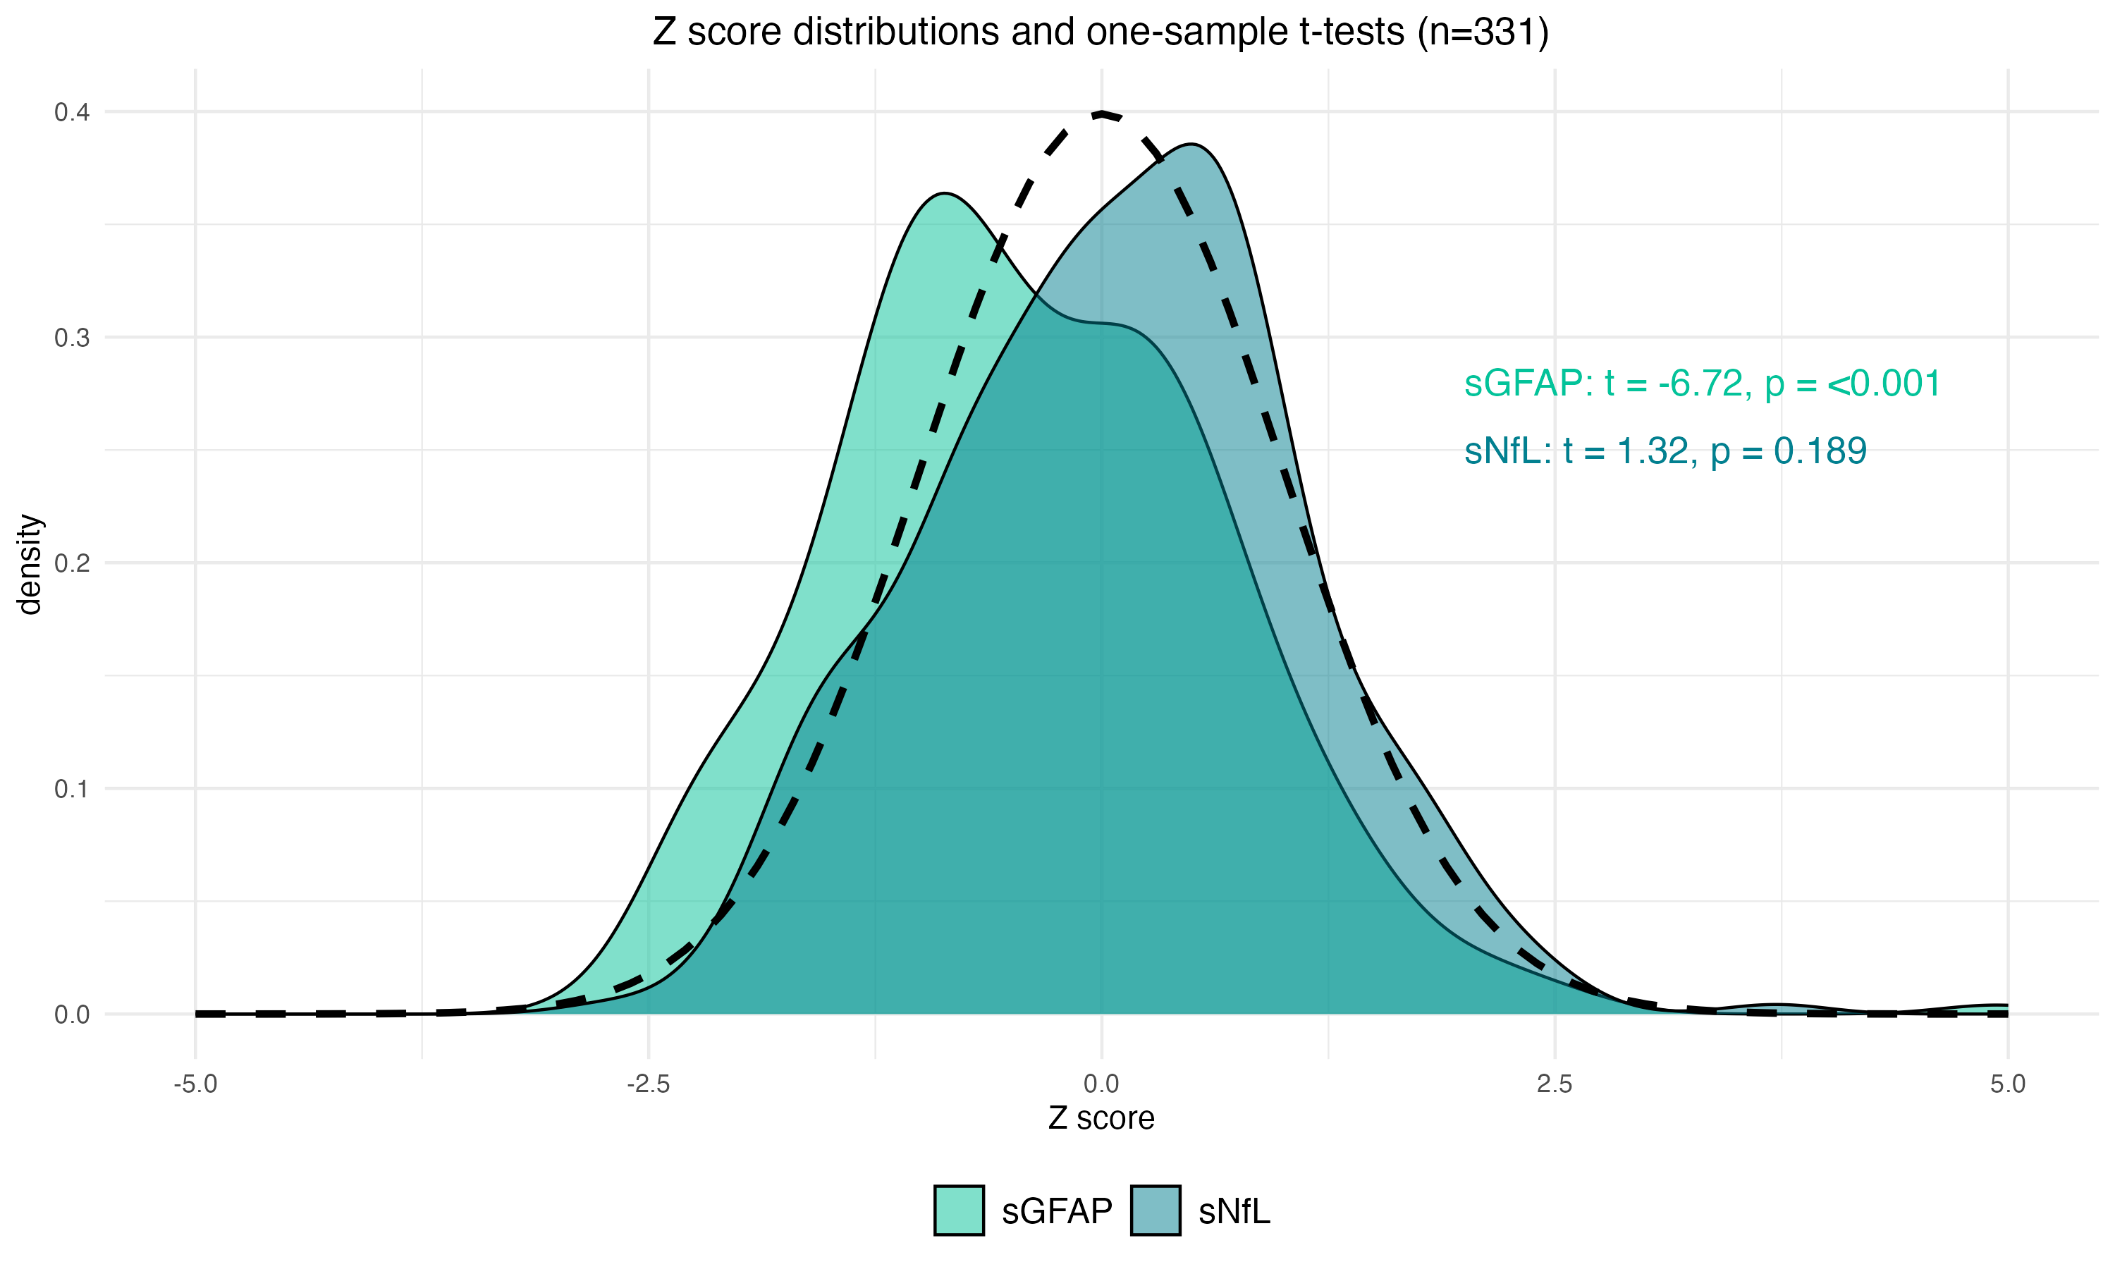 Z score distributions and one-sample t-tests (n=331)
0.4
0.3
0.2
0.1
0.0
density
sGFAP: t = -6.72, p = <0.001
sNfL: t = 1.32, p = 0.189
-5.0 -2.5 0.0 2.5 5.0
Z score
sGFAP sNfL